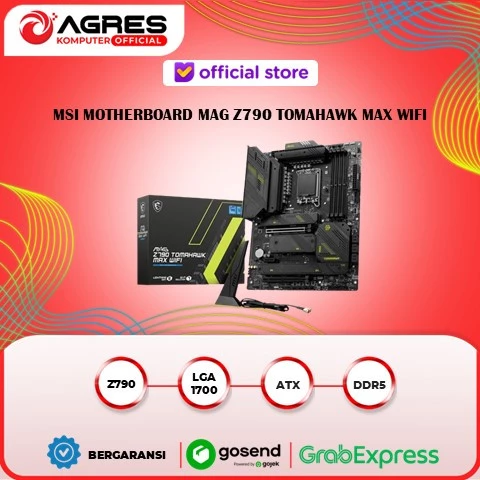 AGRES
KOMPUTER OFFICIAL
official store
MSI MOTHERBOARD MAG Z790 TOMAHAWK MAX WIFI
MAG
Z790 TOMAHAWK
MAX WIFI
Z790
LGA
1700
ATX
DDR5
BERGARANSI
gosend
Powered by gojek
GrabExpress